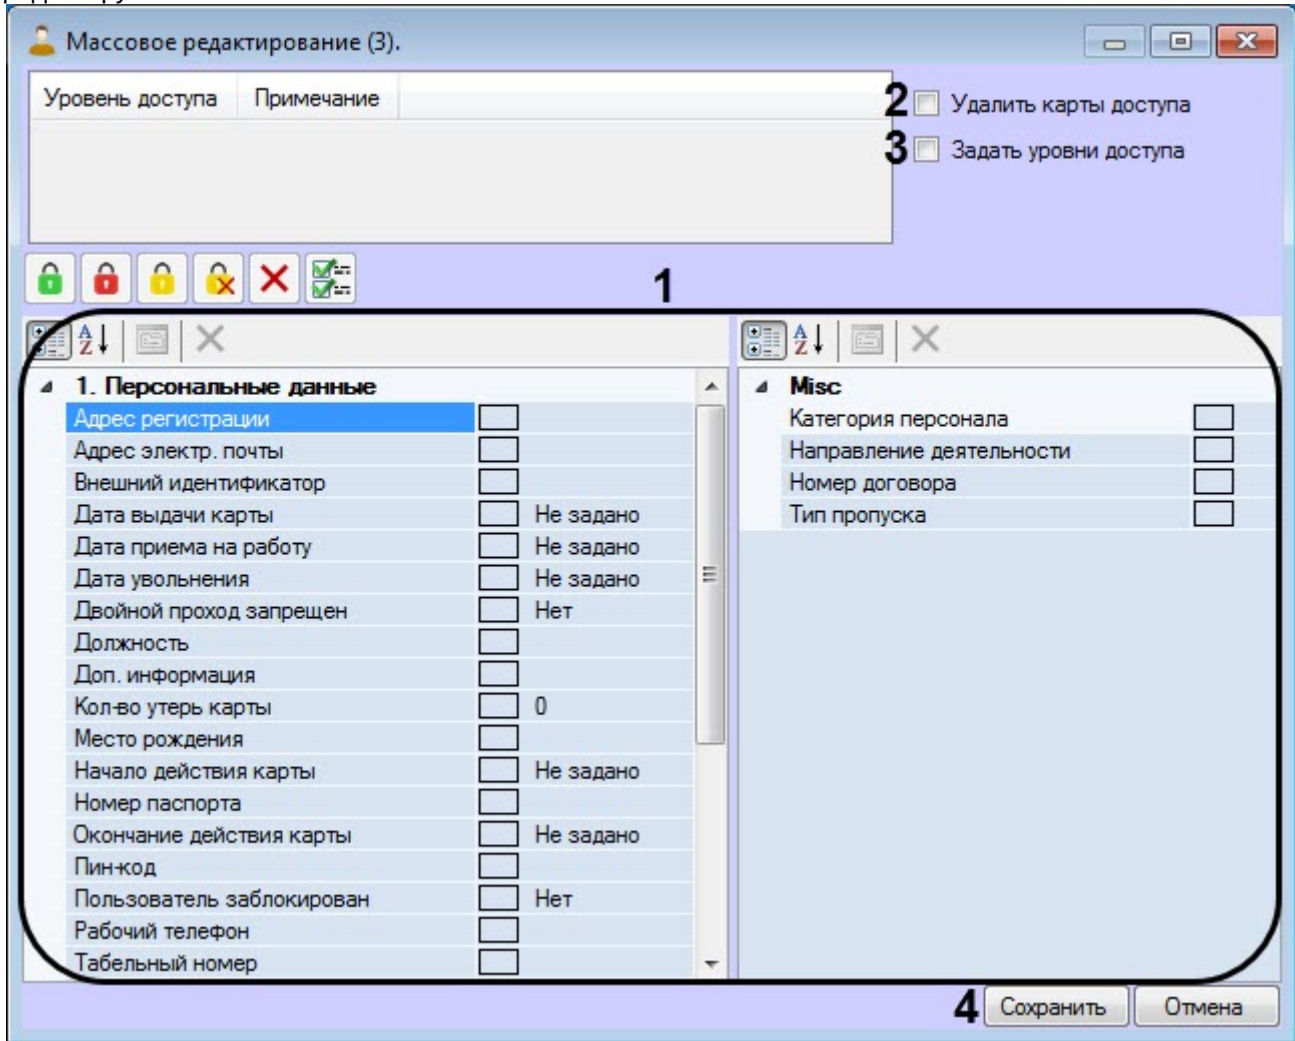 Массовое редактирование (3).
Уровень доступа Примечание
2 Удалить карты доступа
3 Задать уровни доступа
1
1. Персональные данные
Адрес регистрации
Адрес электр. почты
Внешний идентификатор
Дата выдачи карты Не задано
Дата приема на работу Не задано
Дата увольнения Не задано
Двойной проход запрещен Нет
Должность
Доп. информация
Кол-во утерь карты 0
Место рождения
Начало действия карты Не задано
Номер паспорта
Окончание действия карты Не задано
Пин-код
Пользователь заблокирован Нет
Рабочий телефон
Табельный номер
Misc
Категория персонала
Направление деятельности
Номер договора
Тип пропуска
4 Сохранить Отмена